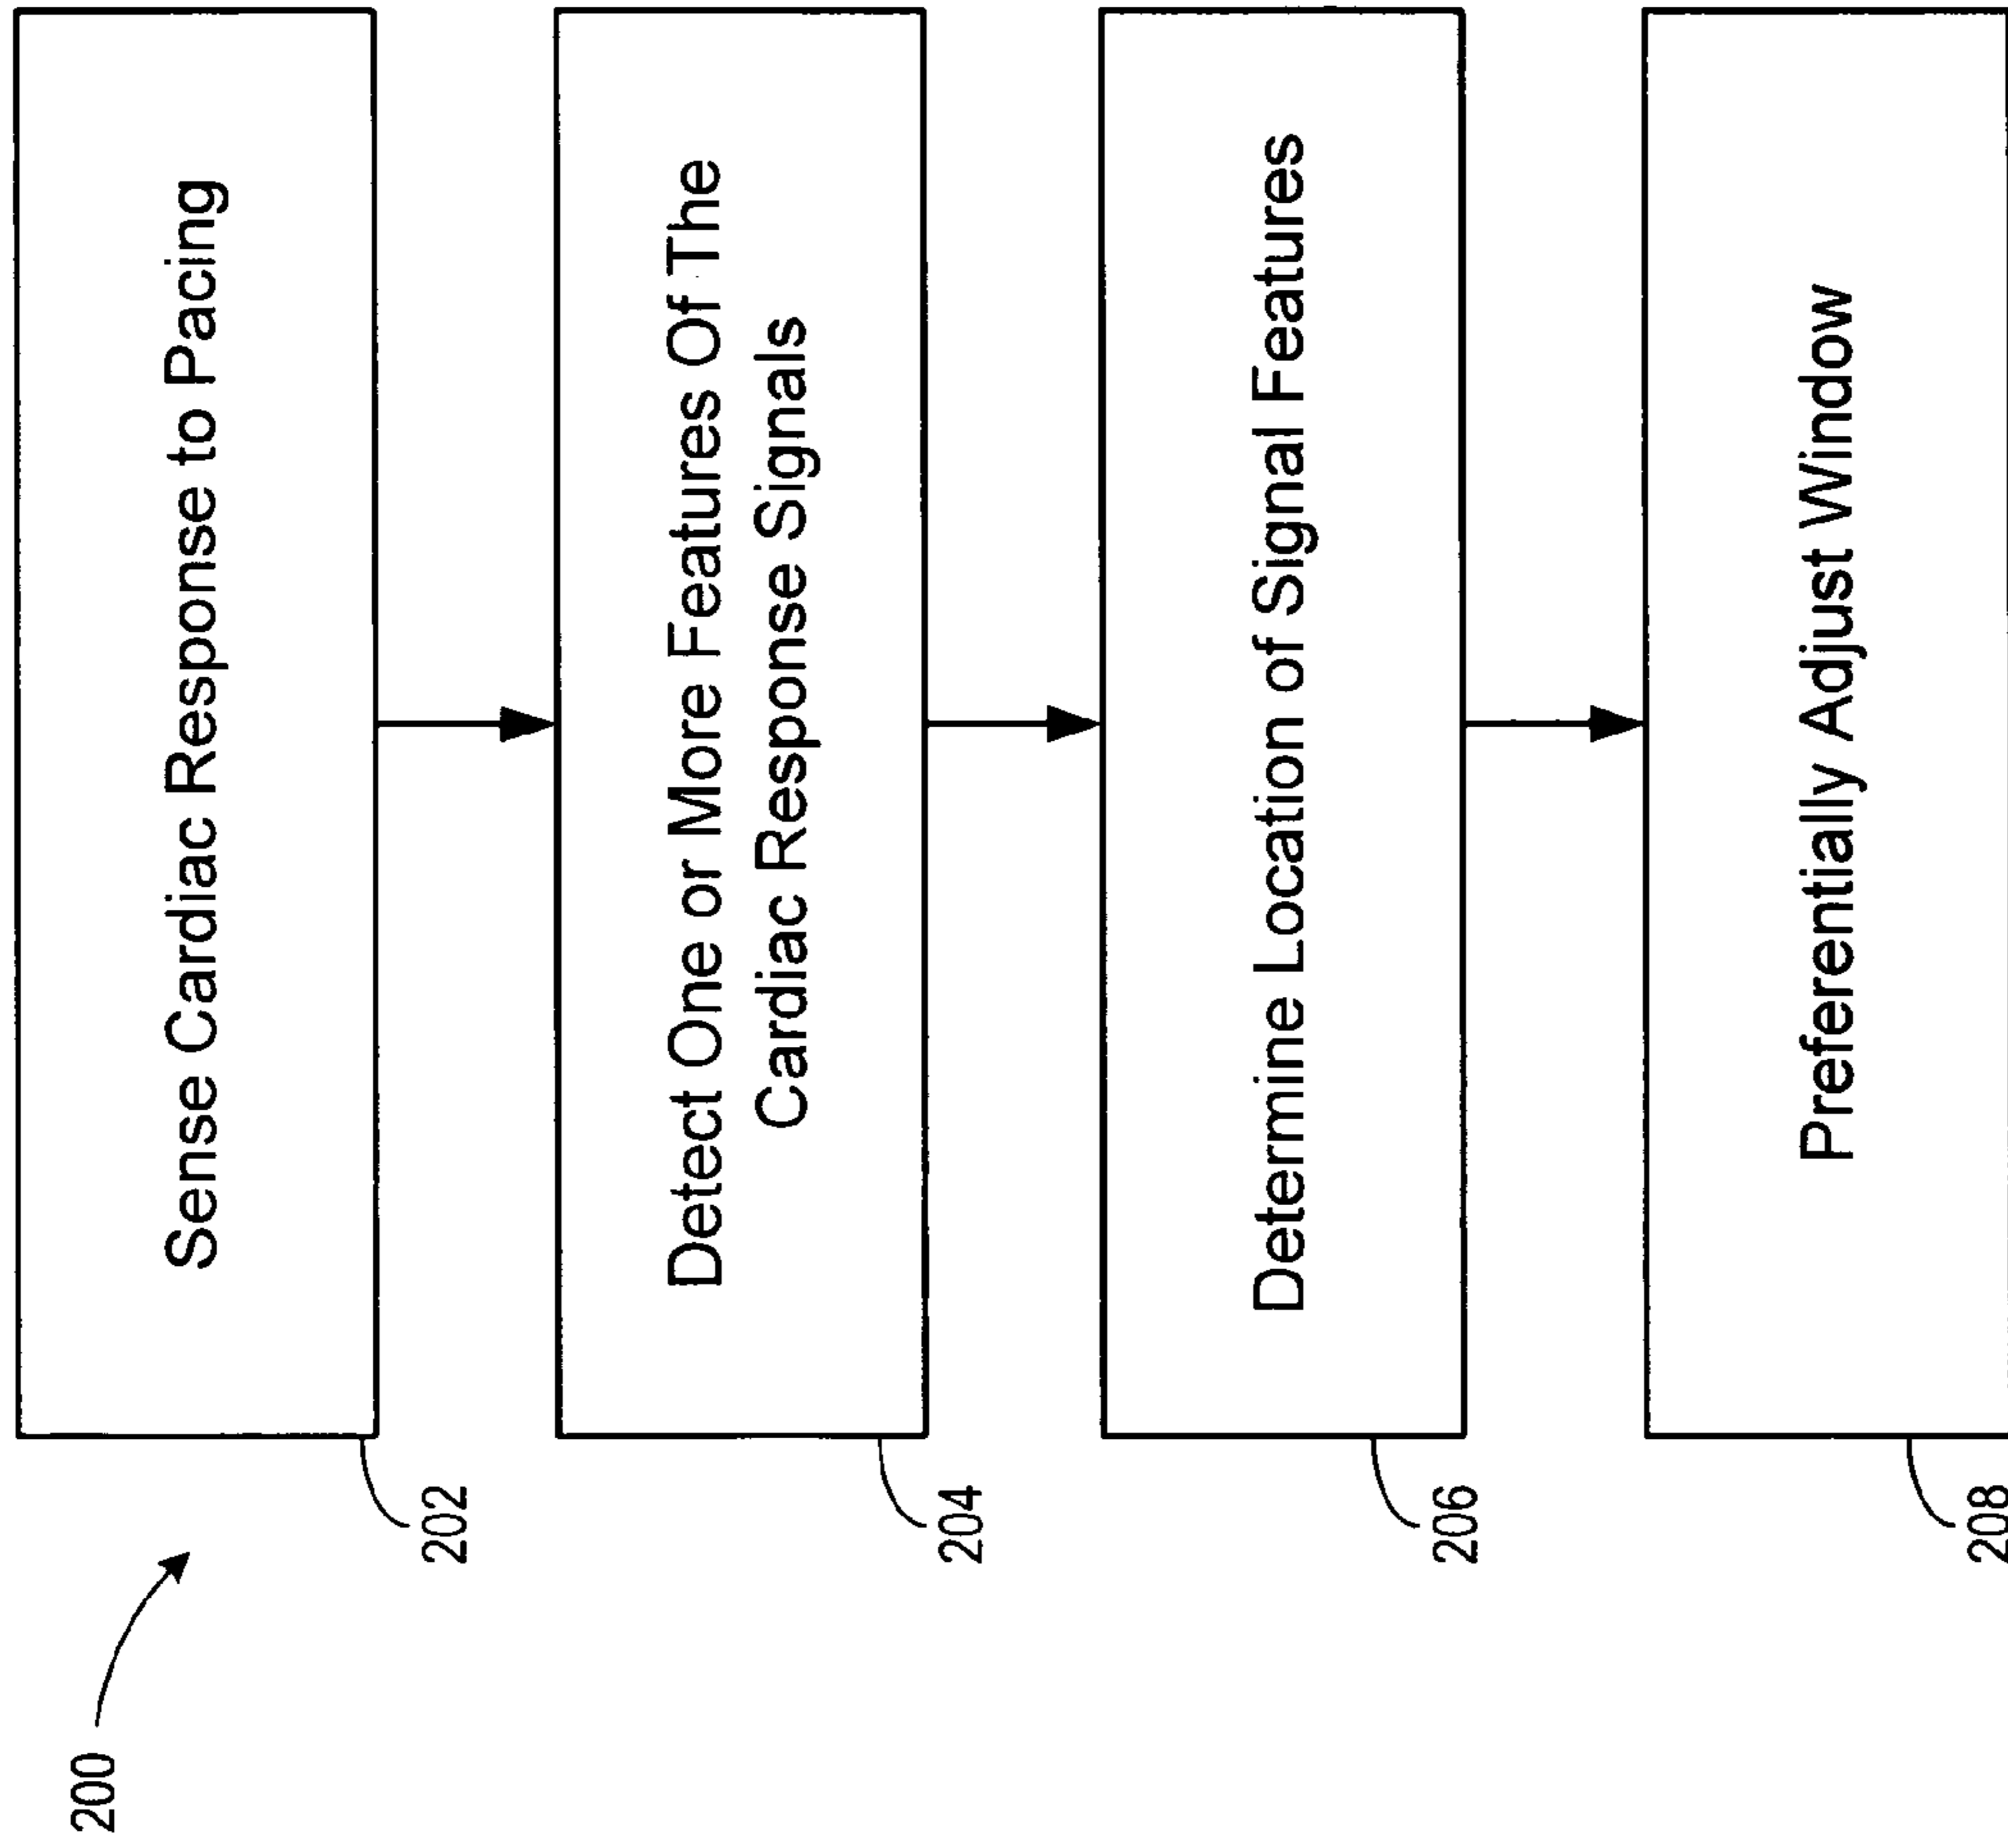 200
Sense Cardiac Response to Pacing
202
Detect One or More Features Of The
Cardiac Response Signals
204
Determine Location of Signal Features
206
Preferentially Adjust Window
208